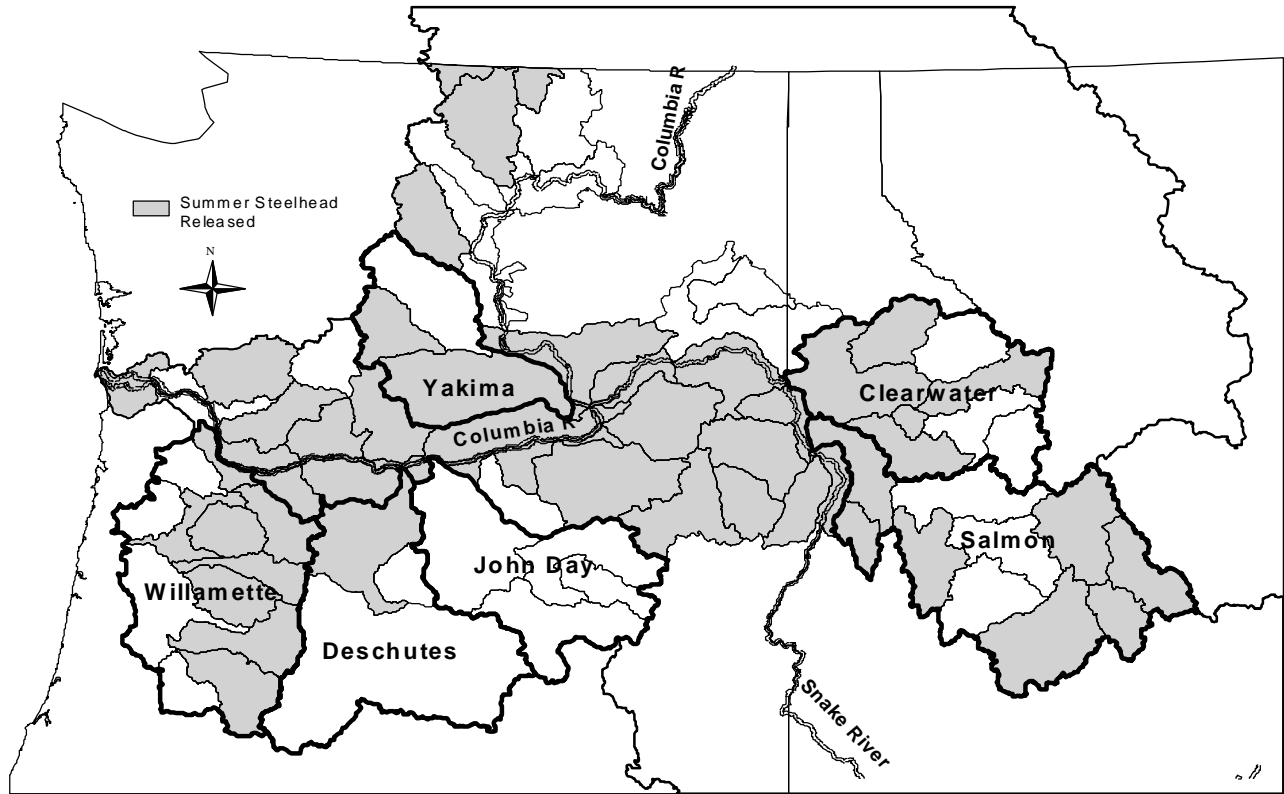 Columbia R
Summer Steelhead
Released
N
Yakima
Clearwater
Columbia R
Salmon
John Day
Willamette
Deschutes
Snake River